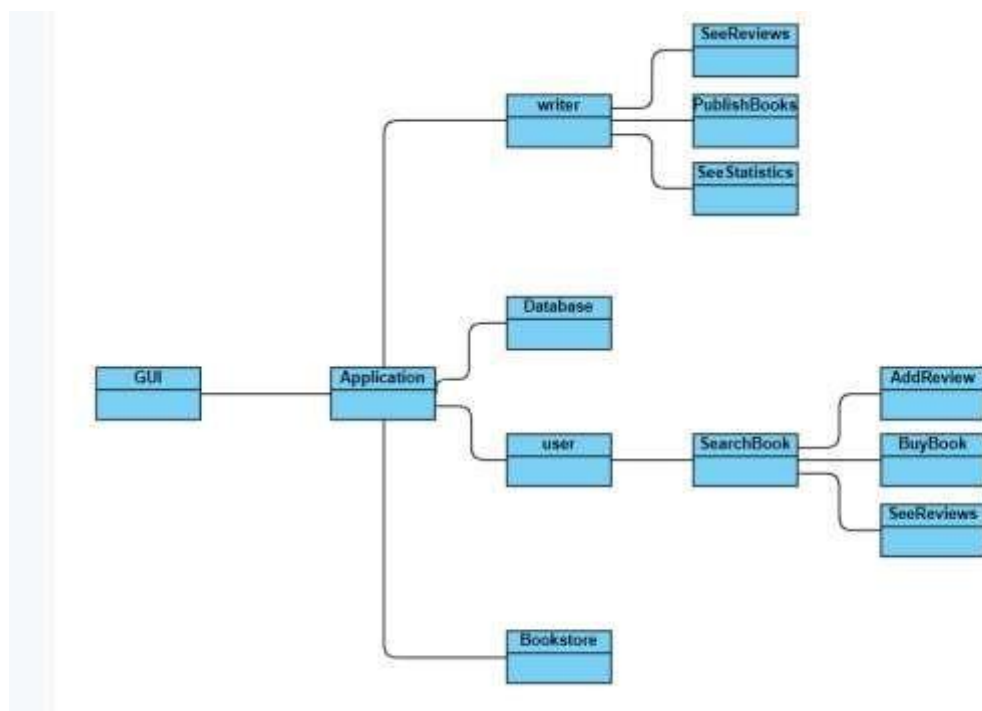 SeeReviews
writer
PublishBooks
SeeStatistics
Database
GUI
Application
AddReview
user
SearchBook
BuyBook
SeeReviews
Bookstore